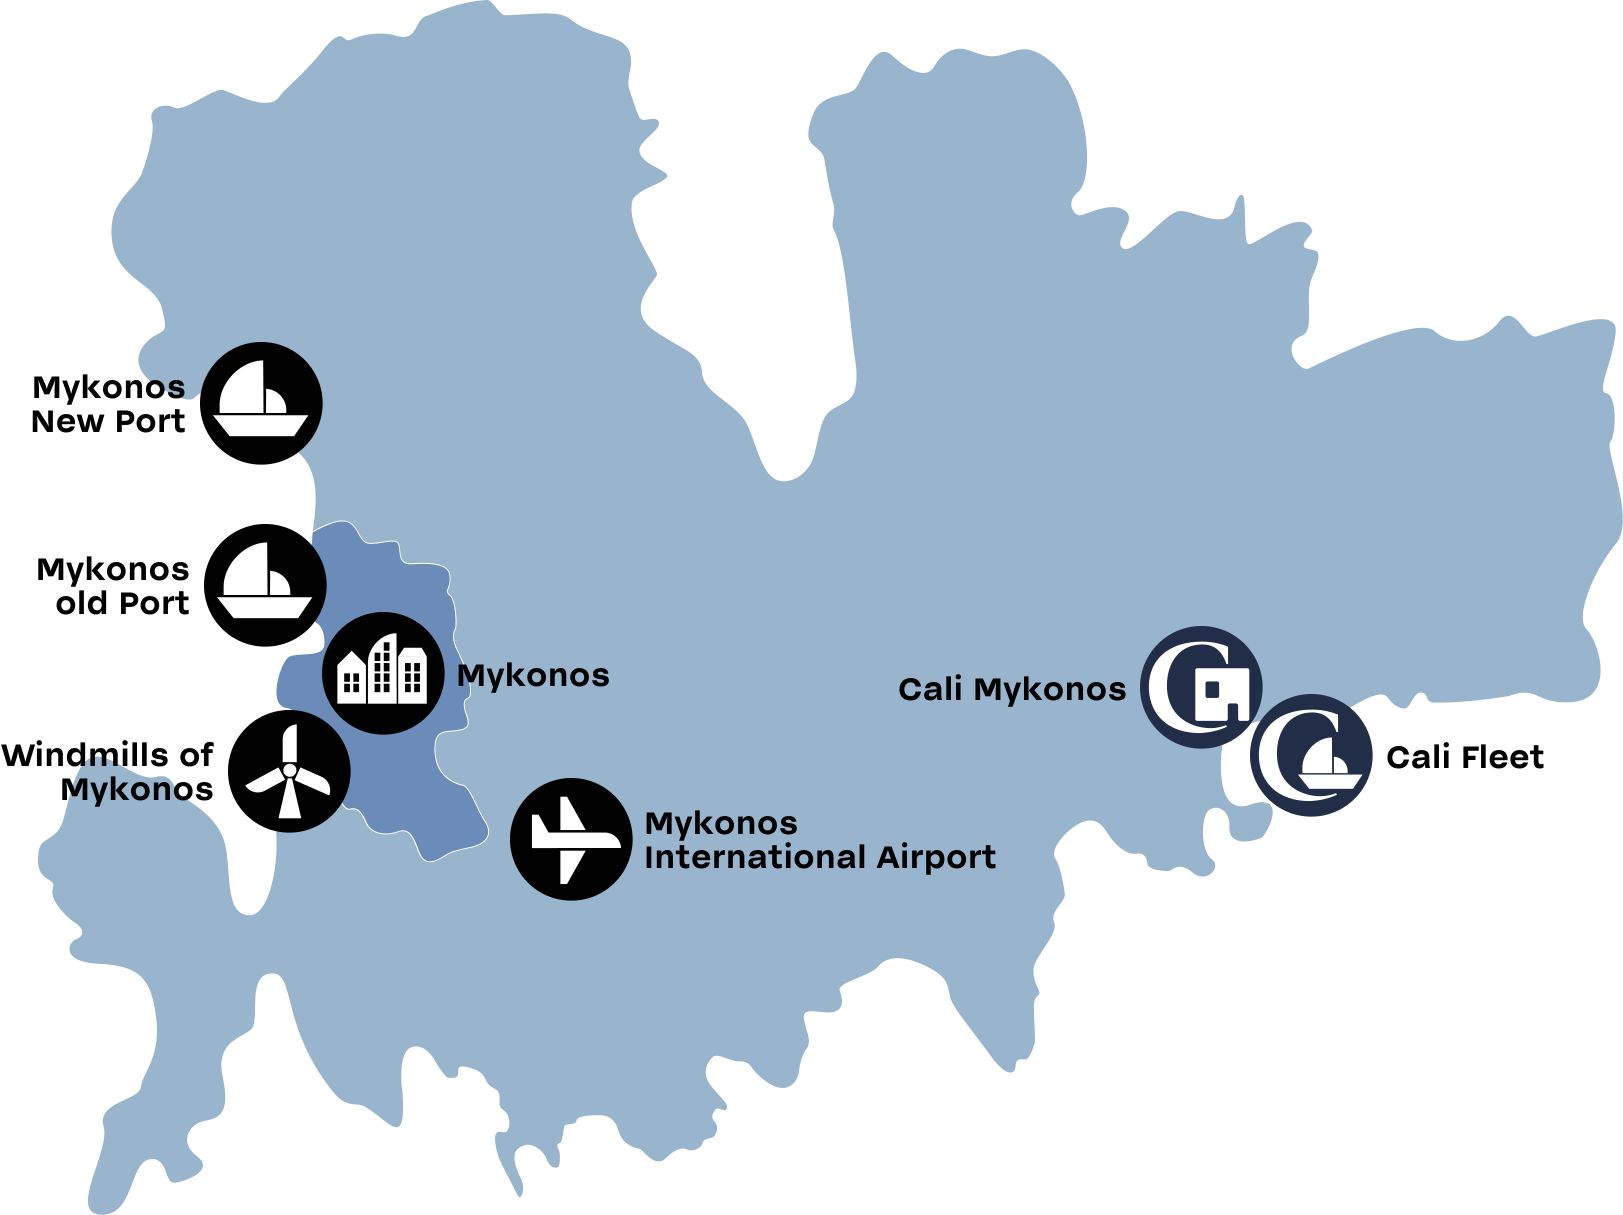 Mykonos
New Port
Mykonos
old Port
Mykonos
Cali Mykonos
Windmills of
Mykonos
Cali Fleet
Mykonos
International Airport